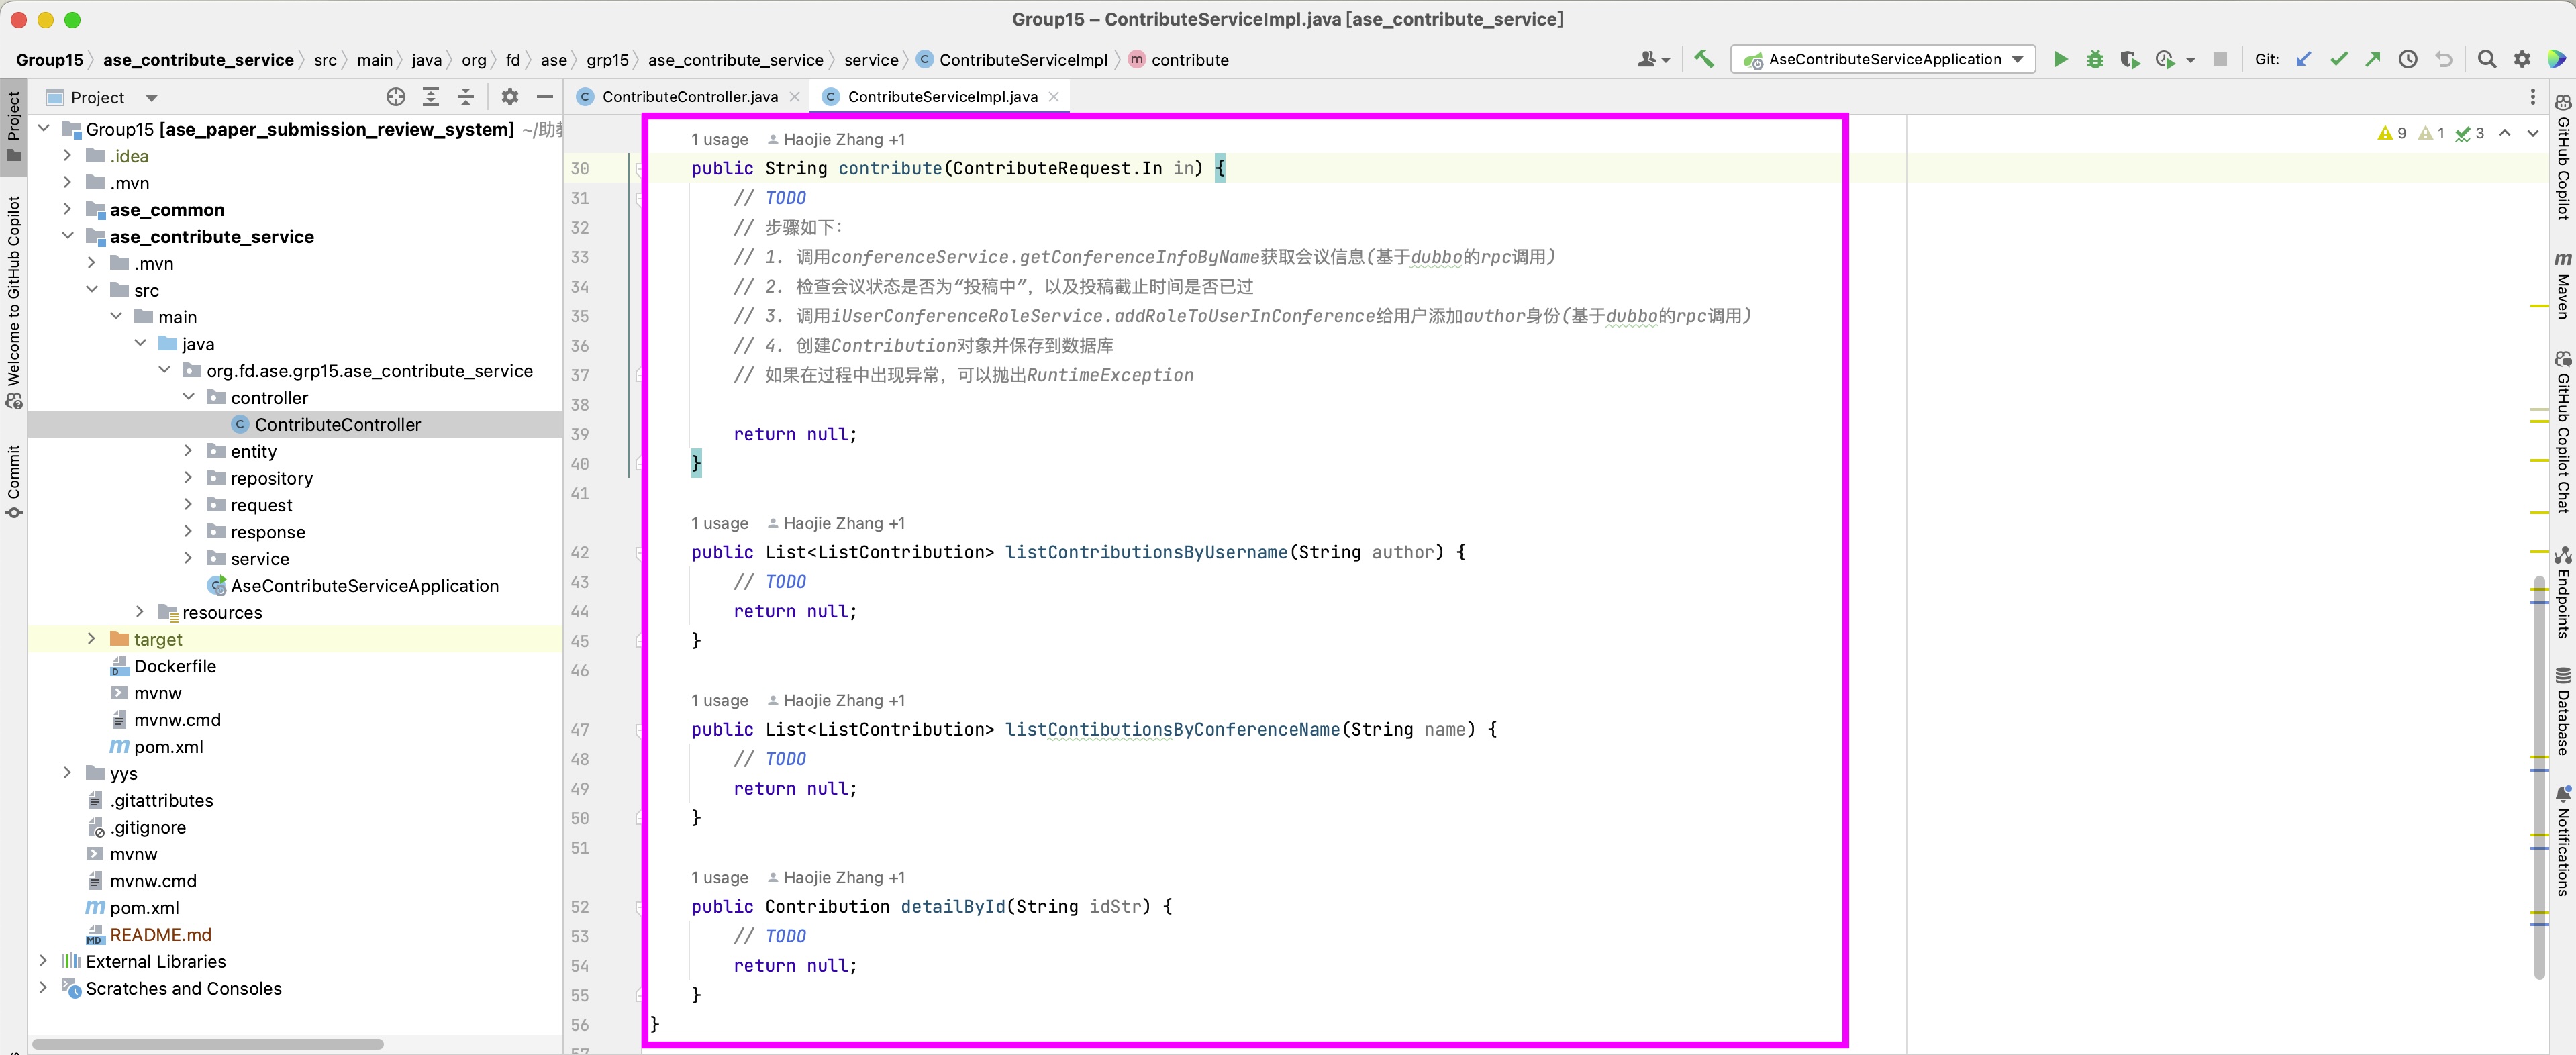 Group15 – ContributeServiceImpl.java [ase_contribute_service]
Group15 ase_contribute_service src main java org fd ase grp15 ase_contribute_service service ContributeServiceImpl contribute
AseContributeServiceApplication
Git:
Project
ContributeController.java
ContributeServiceImpl.java
Project
Welcome to GitHub Copilot
Commit
Group15 [ase_paper_submission_review_system] ~/助教
.idea
.mvn
ase_common
ase_contribute_service
.mvn
src
main
java
org.fd.ase.grp15.ase_contribute_service
controller
ContributeController
entity
repository
request
response
service
AseContributeServiceApplication
resources
target
Dockerfile
mvnw
mvnw.cmd
pom.xml
yys
.gitattributes
.gitignore
mvnw
mvnw.cmd
pom.xml
README.md
External Libraries
Scratches and Consoles
1 usage Haojie Zhang +1
30 public String contribute(ContributeRequest.In in) {
31 // TODO
32 // 步骤如下：
33 // 1. 调用conferenceService.getConferenceInfoByName获取会议信息(基于dubbo的rpc调用)
34 // 2. 检查会议状态是否为“投稿中”，以及投稿截止时间是否已过
35 // 3. 调用iUserConferenceRoleService.addRoleToUserInConference给用户添加author身份(基于dubbo的rpc调用)
36 // 4. 创建Contribution对象并保存到数据库
37 // 如果在过程中出现异常，可以抛出RuntimeException
38
39 return null;
40 }
41
1 usage Haojie Zhang +1
42 public List<ListContribution> listContributionsByUsername(String author) {
43 // TODO
44 return null;
45 }
46
1 usage Haojie Zhang +1
47 public List<ListContribution> listContibutionsByConferenceName(String name) {
48 // TODO
49 return null;
50 }
51
1 usage Haojie Zhang +1
52 public Contribution detailById(String idStr) {
53 // TODO
54 return null;
55 }
56 }
57
9 1 3
GitHub Copilot
Maven
GitHub Copilot Chat
Endpoints
Database
Notifications